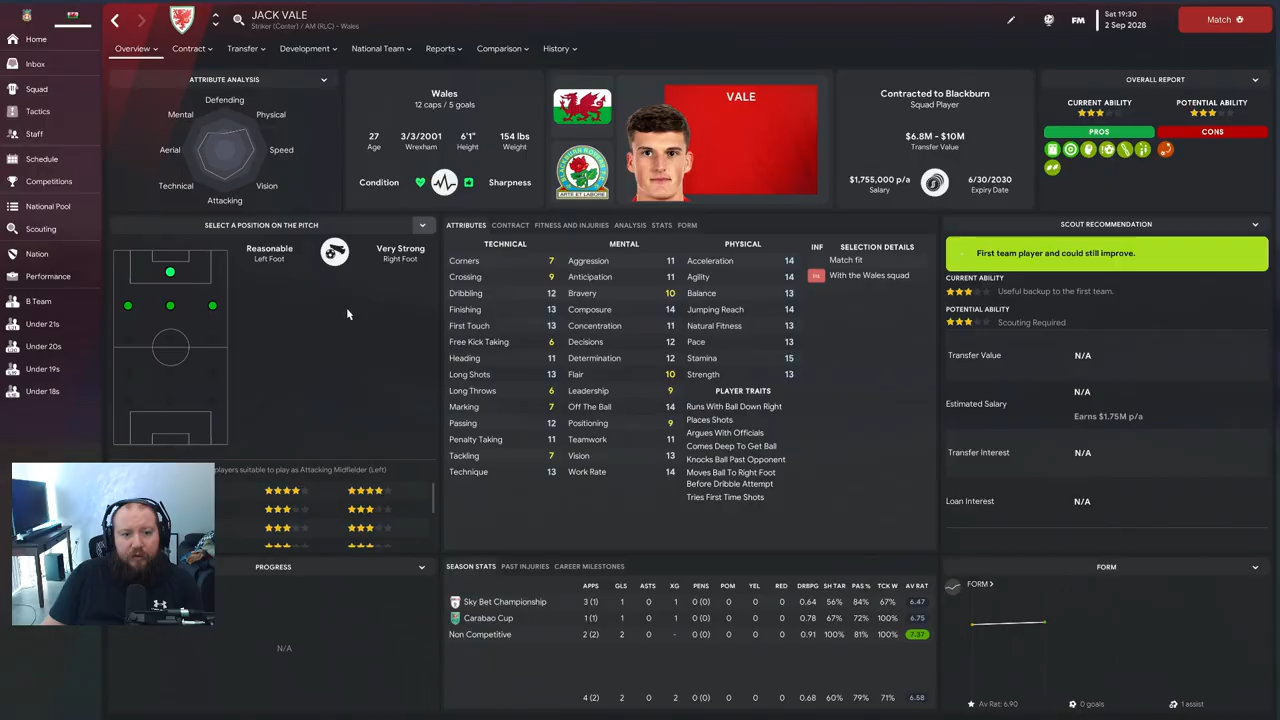 JACK VALE
Striker (Center) / AM (RLC) - Wales
FM
Sat 19:30
2 Sep 2028
Match
Home
Inbox
Squad
Tactics
Staff
Schedule
Competitions
National Pool
Scouting
Nation
Performance
B Team
Under 21s
Under 20s
Under 19s
Under 18s
Overview
Contract
Transfer
Development
National Team
Reports
Comparison
History
ATTRIBUTE ANALYSIS
Defending
Mental
Physical
Aerial
Speed
Technical
Vision
Attacking
Wales
12 caps / 5 goals
27
3/3/2001
6'1"
154 lbs
Age
Wrexham
Height
Weight
Condition
Sharpness
VALE
Contracted to Blackburn
Squad Player
$6.8M - $10M
Transfer Value
$1,755,000 p/a
6/30/2030
Salary
Expiry Date
OVERALL REPORT
CURRENT ABILITY
POTENTIAL ABILITY
PROS
CONS
SELECT A POSITION ON THE PITCH
Reasonable
Left Foot
Very Strong
Right Foot
players suitable to play as Attacking Midfielder (Left)
PROGRESS
N/A
ATTRIBUTES CONTRACT FITNESS AND INJURIES ANALYSIS STATS FORM
TECHNICAL MENTAL PHYSICAL INF SELECTION DETAILS
Corners 7 Aggression 11 Acceleration 14 Match fit
Crossing 9 Anticipation 11 Agility 14 With the Wales squad
Dribbling 12 Bravery 10 Balance 13
Finishing 13 Composure 14 Jumping Reach 14
First Touch 13 Concentration 11 Natural Fitness 13
Free Kick Taking 6 Decisions 12 Pace 13
Heading 11 Determination 12 Stamina 15
Long Shots 13 Flair 10 Strength 13
Long Throws 6 Leadership 9 PLAYER TRAITS
Marking 7 Off The Ball 14 Runs With Ball Down Right
Passing 12 Positioning 9 Places Shots
Penalty Taking 11 Teamwork 11 Argues With Officials
Tackling 7 Vision 13 Comes Deep To Get Ball
Technique 13 Work Rate 14 Knocks Ball Past Opponent
Moves Ball To Right Foot
Before Dribble Attempt
Tries First Time Shots
SCOUT RECOMMENDATION
First team player and could still improve.
CURRENT ABILITY
Useful backup to the first team.
POTENTIAL ABILITY
Scouting Required
Transfer Value N/A
Estimated Salary N/A
Earns $1.75M p/a
Transfer Interest N/A
Loan Interest N/A
SEASON STATS PAST INJURIES CAREER MILESTONES
APPS GLS ASTS XG PENS POM YEL RED DRBPG SH TAR PAS % TCK W AV RAT
Sky Bet Championship 3 (1) 1 0 1 0 (0) 0 0 0 0.64 56% 84% 67% 6.47
Carabao Cup 1 (1) 1 0 1 0 (0) 0 0 0 0.78 67% 72% 100% 6.75
Non Competitive 2 (2) 2 0 - 0 (0) 0 0 0 0.91 100% 81% 100% 7.37
4 (2) 2 0 2 0 (0) 0 0 0 0.68 60% 79% 71% 6.58
FORM
FORM >
Av Rat: 6.90
0 goals
1 assist